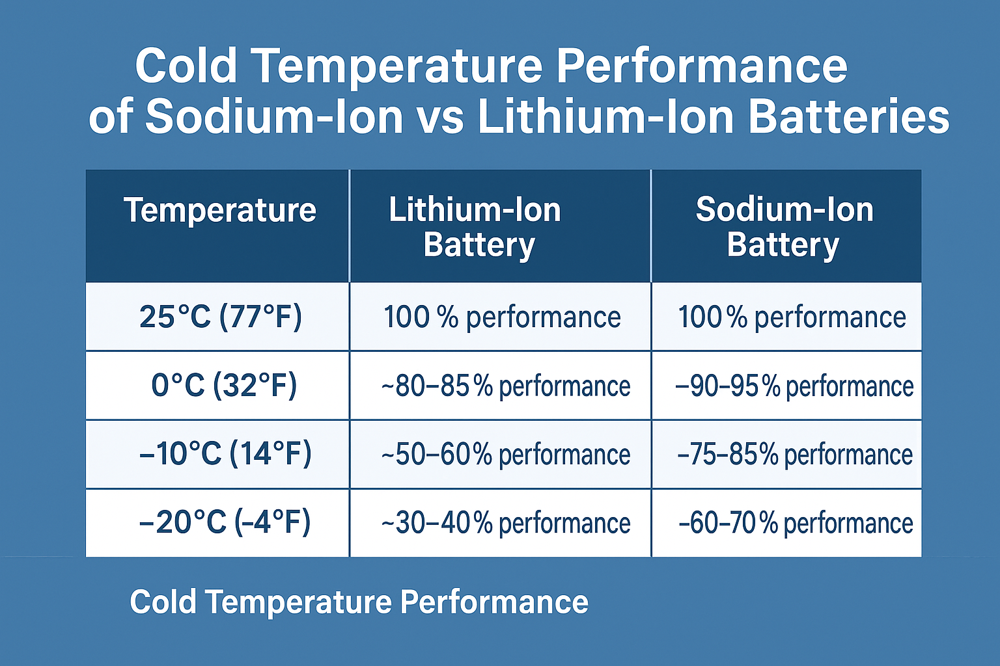 Cold Temperature Performance
of Sodium-Ion vs Lithium-Ion Batteries
Temperature
Lithium-Ion
Battery
Sodium-Ion
Battery
25°C (77°F)
100 % performance
100 % performance
0°C (32°F)
~80–85 % performance
–90–95 % performance
–10°C (14°F)
~50–60 % performance
–75–85 % performance
–20°C (–4°F)
~30–40 % performance
–60–70 % performance
Cold Temperature Performance